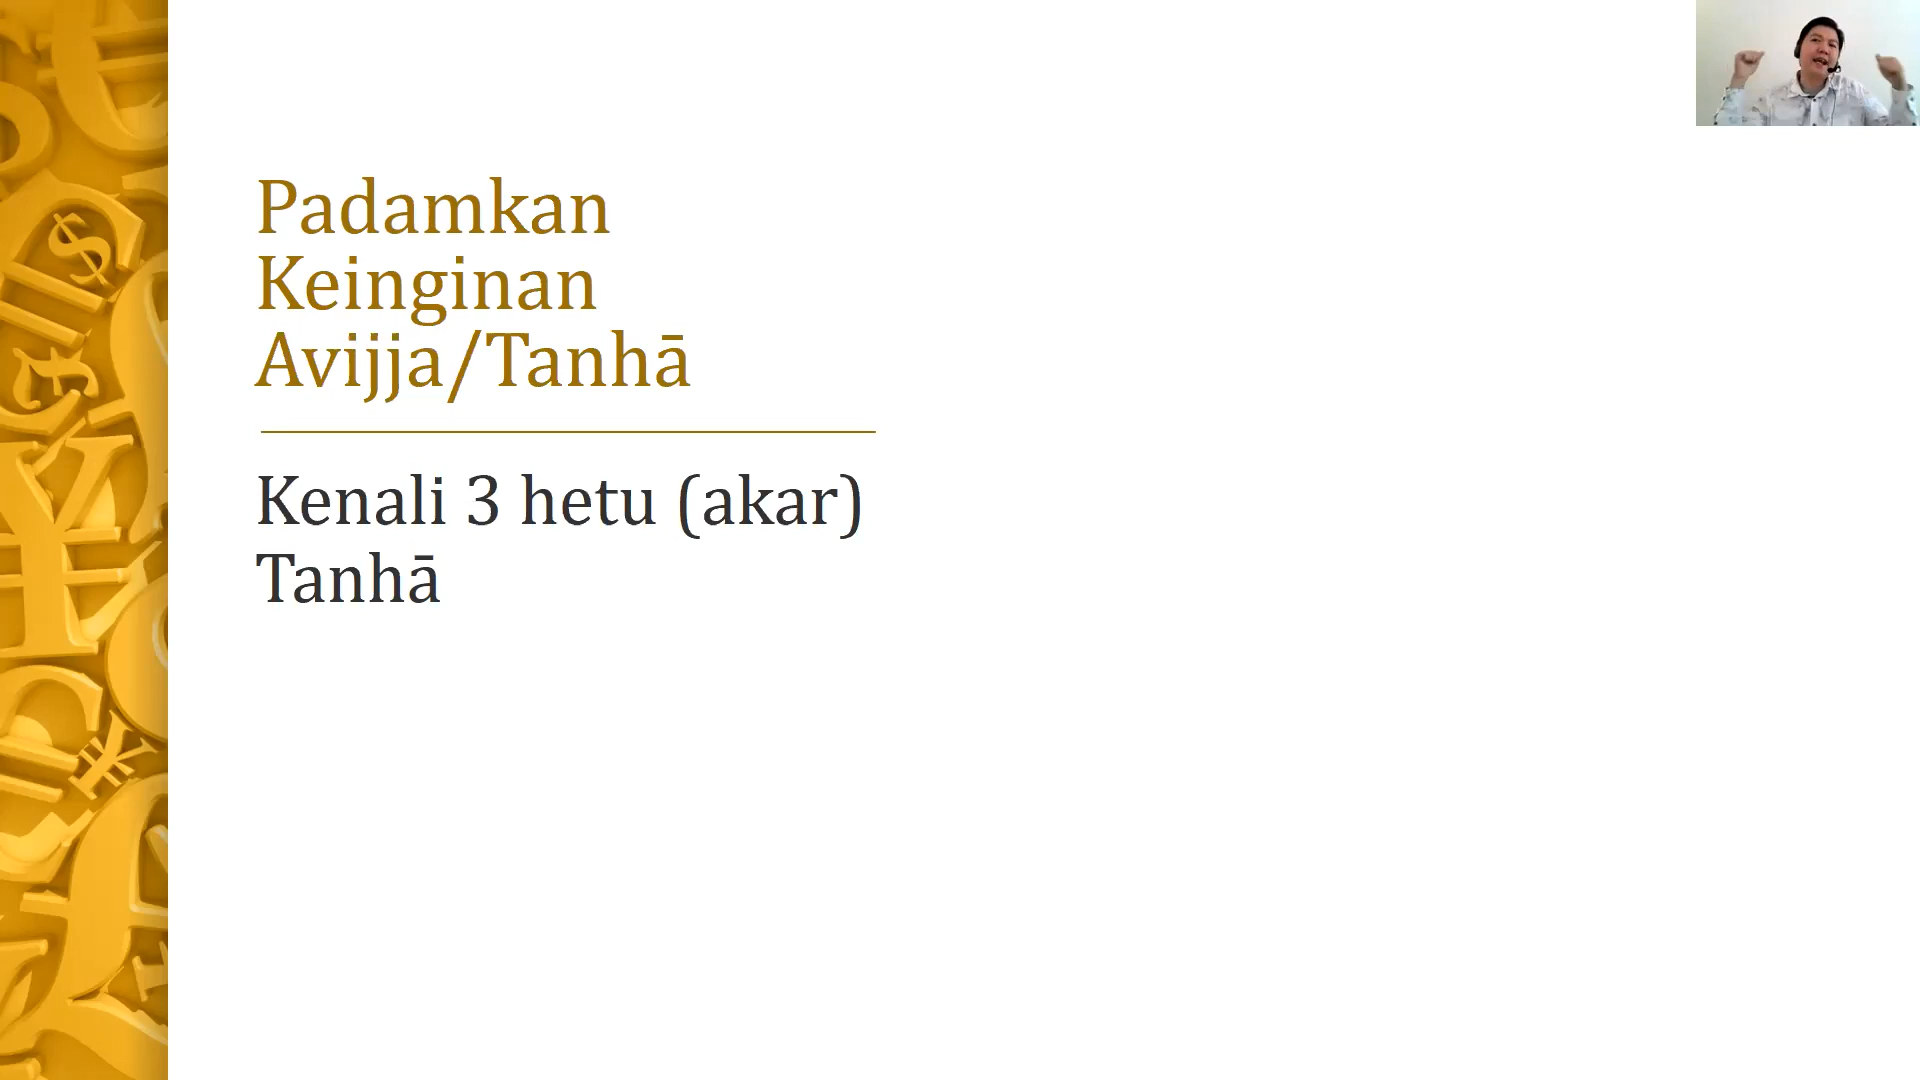 Padamkan
Keinginan
Avijja/Tanhā
Kenali 3 hetu (akar)
Tanhā